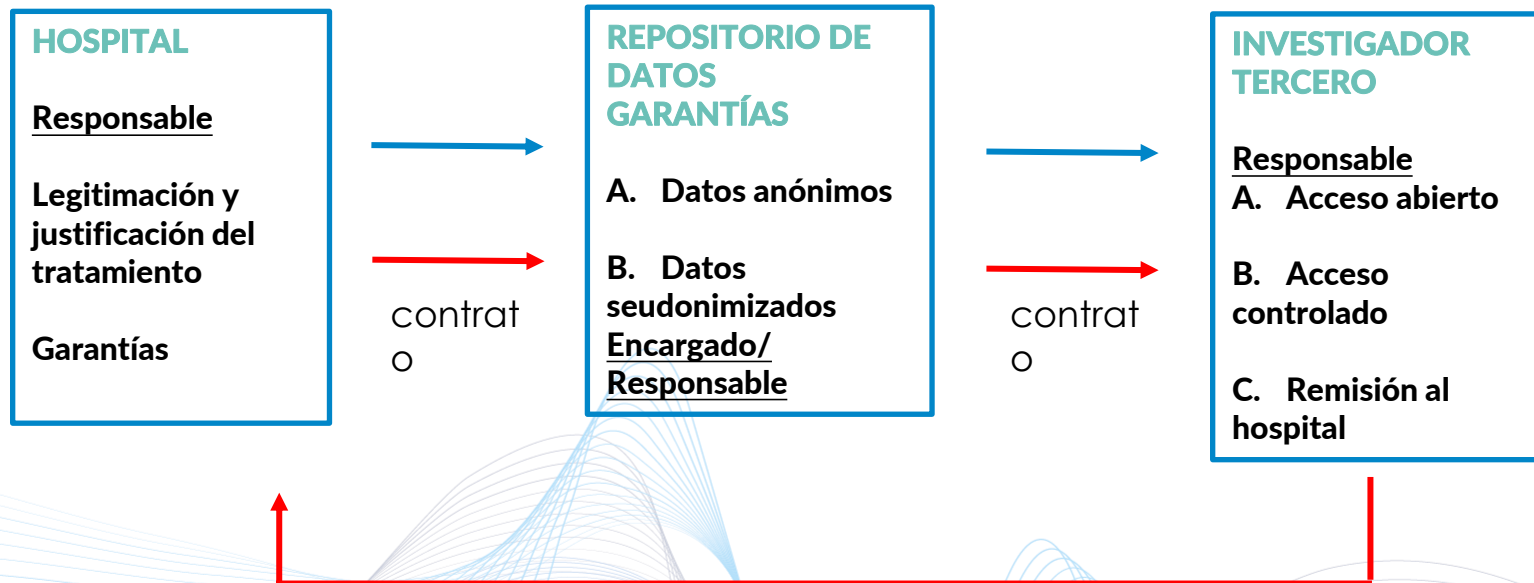 HOSPITAL
Responsable
Legitimación y
justificación del
tratamiento
Garantías
contrat
o
REPOSITORIO DE
DATOS
GARANTÍAS
A. Datos anónimos
B. Datos
seudonimizados
Encargado/
Responsable
contrat
o
INVESTIGADOR
TERCERO
Responsable
A. Acceso abierto
B. Acceso
controlado
C. Remisión al
hospital